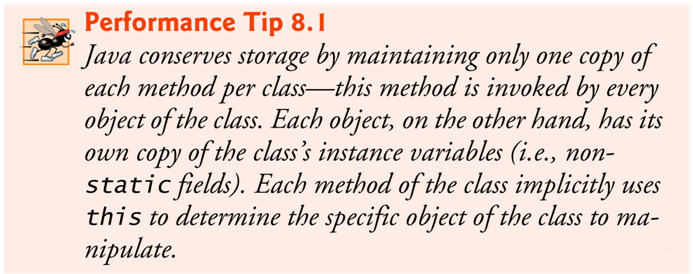 Performance Tip 8.1
Java conserves storage by maintaining only one copy of
each method per class—this method is invoked by every
object of the class. Each object, on the other hand, has its
own copy of the class’s instance variables (i.e., non-
static fields). Each method of the class implicitly uses
this to determine the specific object of the class to ma-
nipulate.